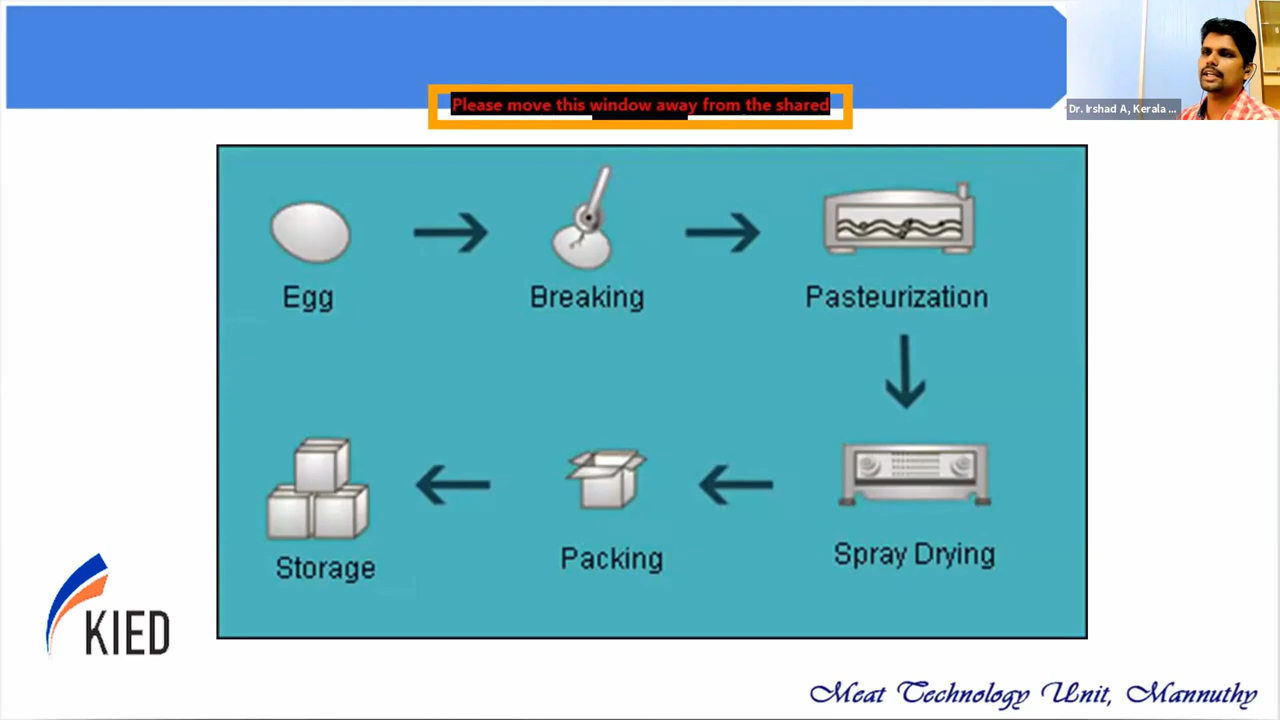 Please move this window away from the shared
Dr. Irshad A, Kerala ...
Egg
Breaking
Pasteurization
Storage
Packing
Spray Drying
KIED
Meat Technology Unit, Mannuthy